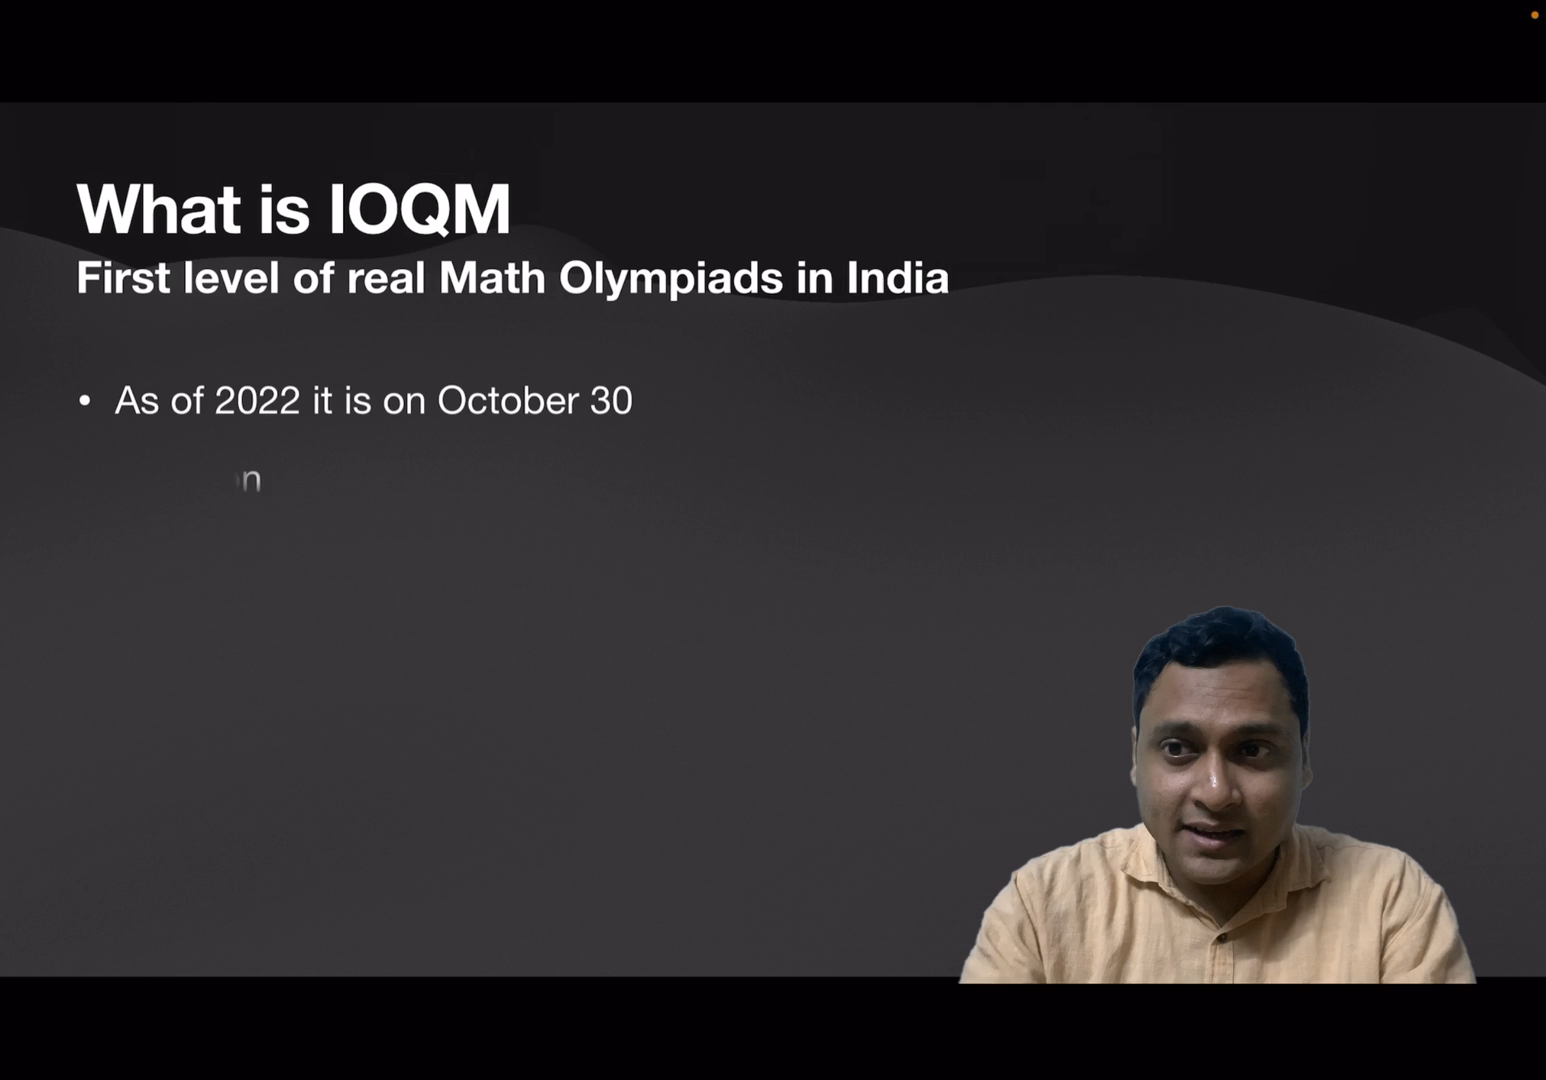 What is IOQM
First level of real Math Olympiads in India
• As of 2022 it is on October 30
n